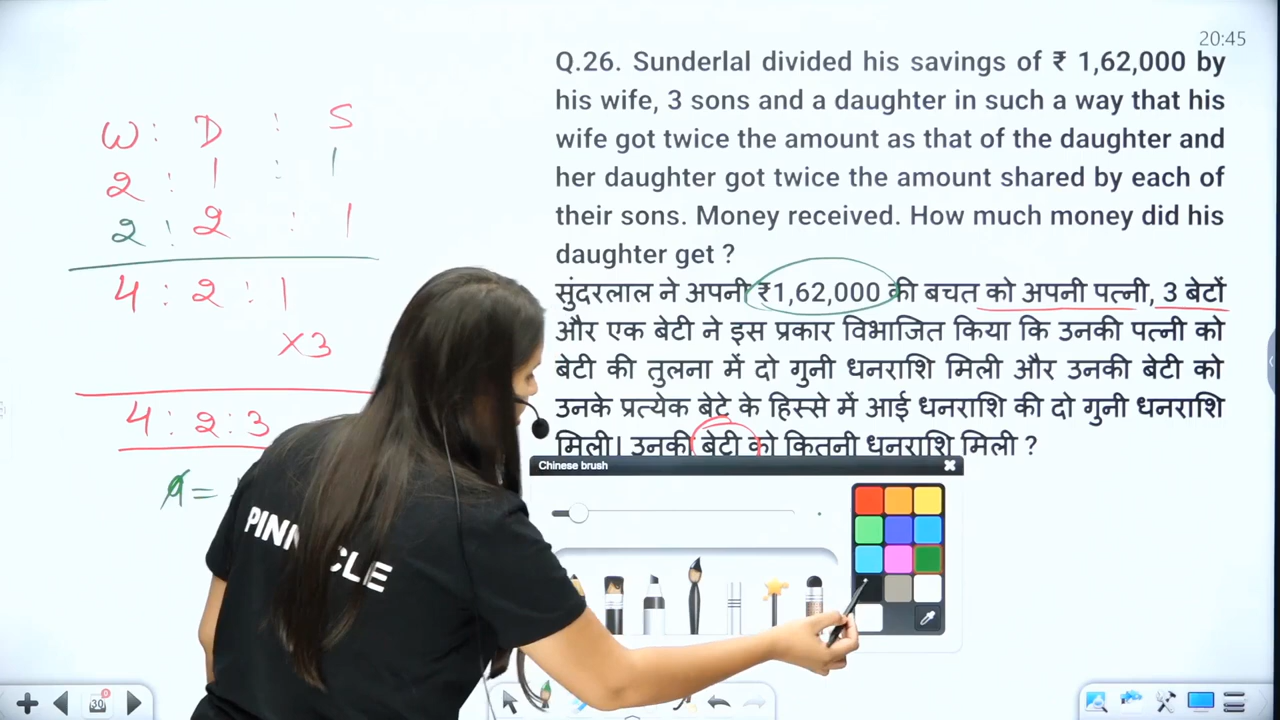 20:45
Q.26. Sunderlal divided his savings of ₹ 1,62,000 by
his wife, 3 sons and a daughter in such a way that his
wife got twice the amount as that of the daughter and
her daughter got twice the amount shared by each of
their sons. Money received. How much money did his
daughter get ?
सुंदरलाल ने अपनी ₹1,62,000 की बचत को अपनी पत्नी, 3 बेटों
और एक बेटी ने इस प्रकार विभाजित किया कि उनकी पत्नी को
बेटी की तुलना में दो गुनी धनराशि मिली और उनकी बेटी को
उनके प्रत्येक बेटे के हिस्से में आई धनराशि की दो गुनी धनराशि
मिली। उनकी बेटी को कितनी धनराशि मिली ?
W : D : S
2 : 1 : 1
2 : 2 : 1
4 : 2 : 1
×3
4 : 2 : 3
9 =
Chinese brush
PINNACLE
30